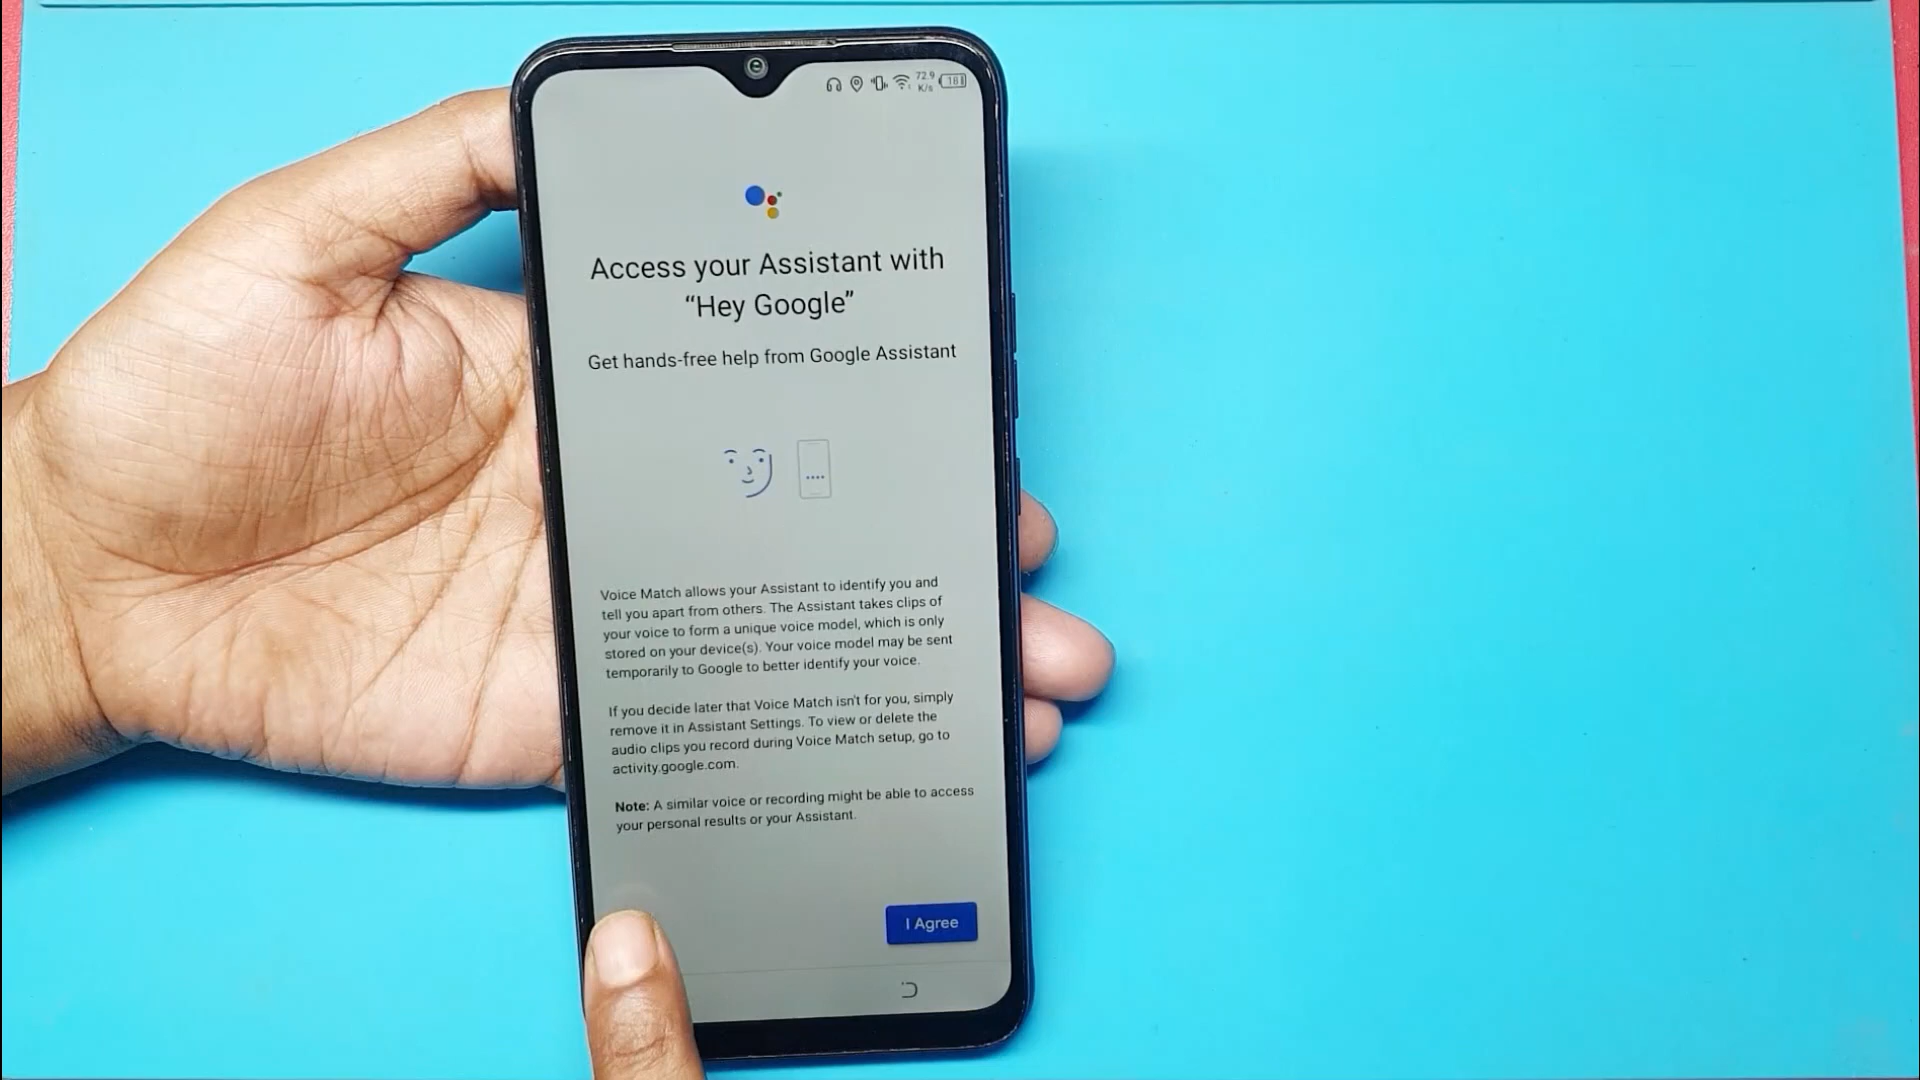 72.9
K/s
18
Access your Assistant with
“Hey Google”
Get hands-free help from Google Assistant
Voice Match allows your Assistant to identify you and
tell you apart from others. The Assistant takes clips of
your voice to form a unique voice model, which is only
stored on your device(s). Your voice model may be sent
temporarily to Google to better identify your voice.
If you decide later that Voice Match isn't for you, simply
remove it in Assistant Settings. To view or delete the
audio clips you record during Voice Match setup, go to
activity.google.com.
Note: A similar voice or recording might be able to access
your personal results or your Assistant.
I Agree